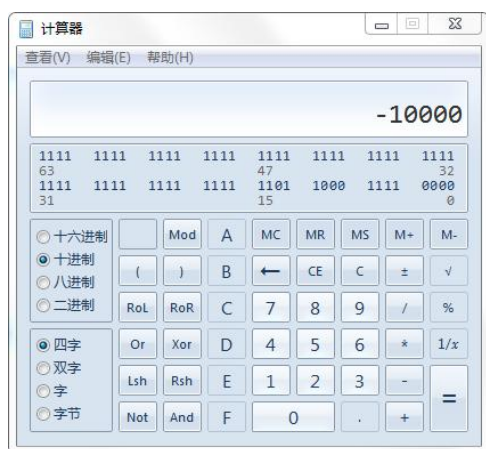 计算器
查看(V) 编辑(E) 帮助(H)
-10000
1111 1111 1111 1111 1111 1111 1111 1111
63 47 32
1111 1111 1111 1111 1101 1000 1111 0000
31 15 0
十六进制 Mod A MC MR MS M+ M-
十进制
八进制 ( ) B ← CE C ± √
二进制 RoL RoR C 7 8 9 / %
四字 Or Xor D 4 5 6 * 1/x
双字
字 Lsh Rsh E 1 2 3 - =
字节 Not And F 0 . +